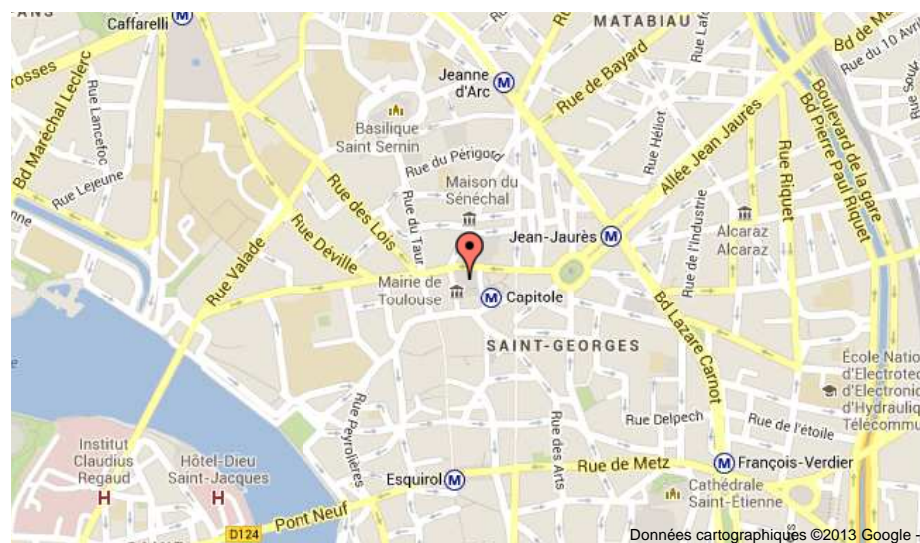 Caffarelli
MATABIAU
Bd de Ma
Rue du 10 Avri
Bd Maréchal Leclerc
Rue Lancefoc
Rue Lejeune
Jeanne
d'Arc
Rue de Bayard
Basilique
Saint Sernin
Rue du Périgord
Rue Héliot
Allée Jean Jaurès
Boulevard de la gare
Bd Pierre Paul Riquet
Rue Riquet
Maison du
Sénéchal
Rue des Lois
Rue du Taur
Rue Déville
Rue Valade
Jean-Jaurès
Rue de l'Industrie
Alcaraz
Alcaraz
Mairie de
Toulouse
Capitole
Bd Lazare Carnot
SAINT-GEORGES
École Natio
d'Electrotec
d'Electronic
d'Hydrauliq
Télécommu
Rue Peyrolières
Rue des Arts
Rue Delpech
Rue de l'étoile
Institut
Claudius
Regaud
Hôtel-Dieu
Saint-Jacques
H
H
Esquirol
Rue de Metz
François-Verdier
Cathédrale
Saint-Étienne
D124
Pont Neuf
Données cartographiques ©2013 Google -